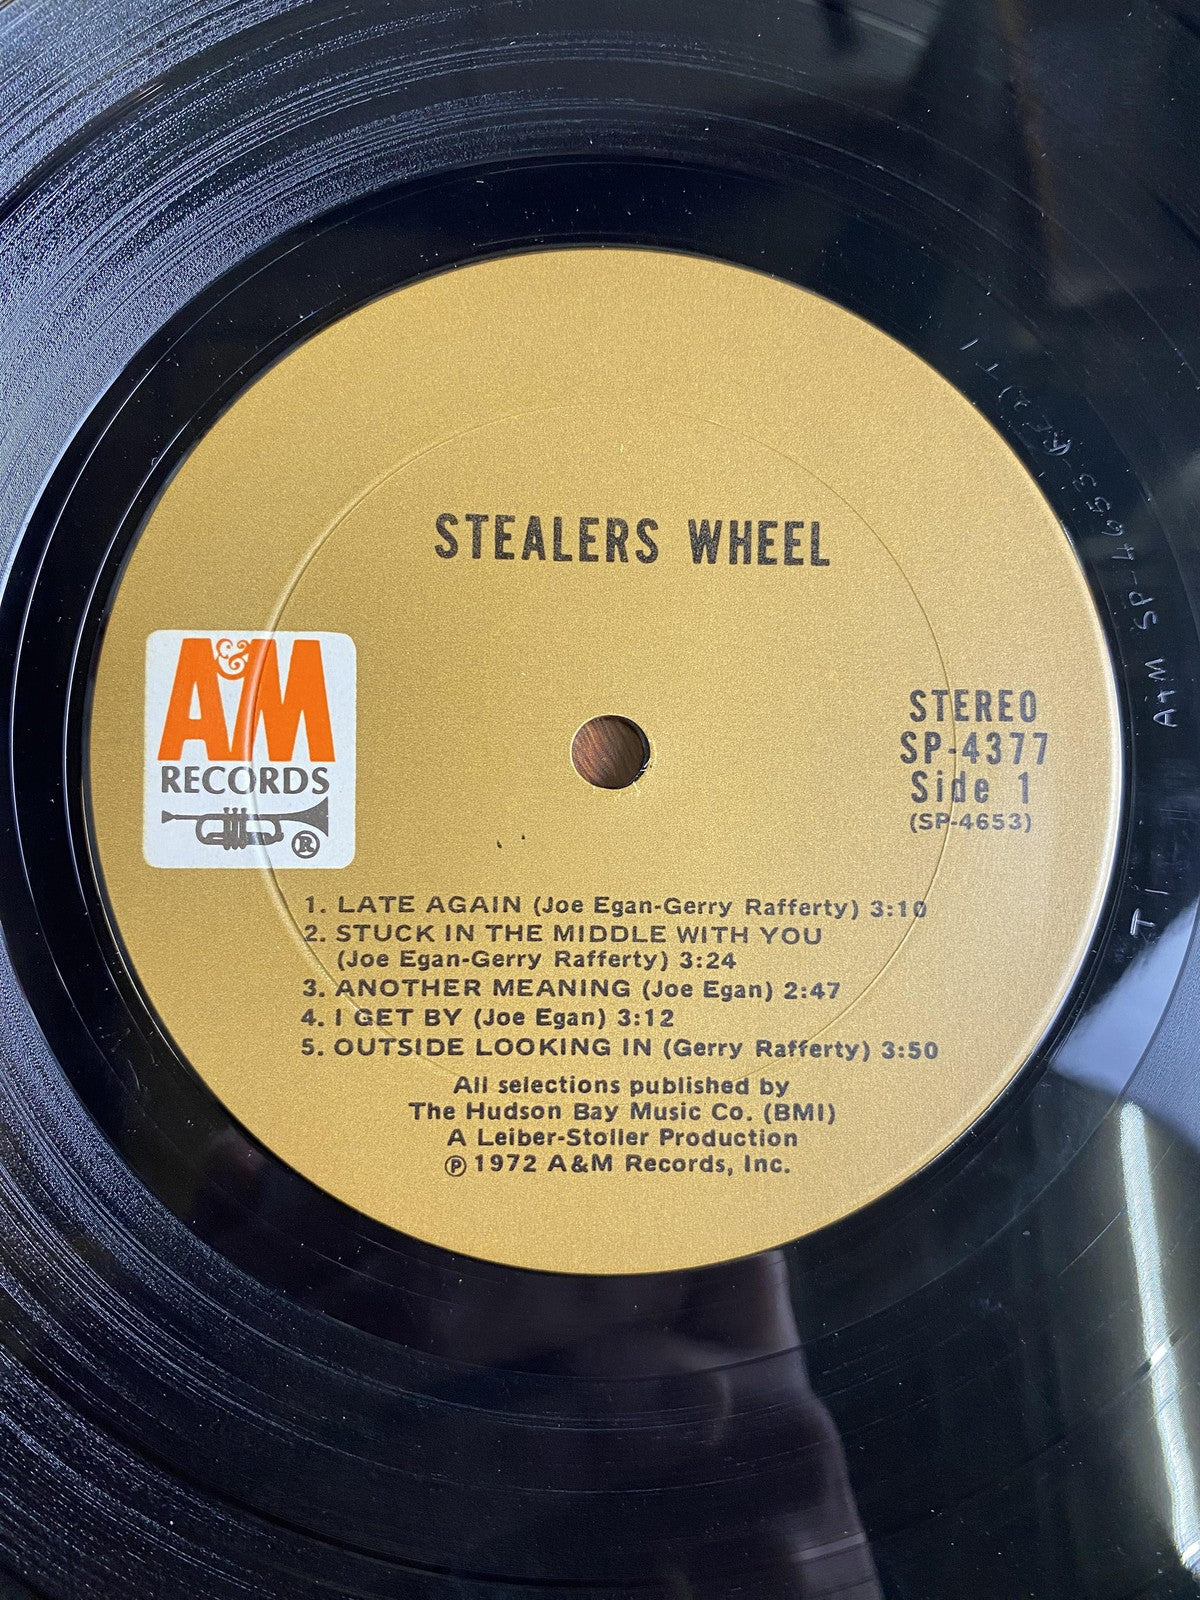 STEALERS WHEEL
A&M
RECORDS
®
STEREO
SP-4377
Side 1
(SP-4653)
1. LATE AGAIN (Joe Egan-Gerry Rafferty) 3:10
2. STUCK IN THE MIDDLE WITH YOU
(Joe Egan-Gerry Rafferty) 3:24
3. ANOTHER MEANING (Joe Egan) 2:47
4. I GET BY (Joe Egan) 3:12
5. OUTSIDE LOOKING IN (Gerry Rafferty) 3:50
All selections published by
The Hudson Bay Music Co. (BMI)
A Leiber-Stoller Production
℗ 1972 A&M Records, Inc.
A+M SP-4653-(RE2) T1
T1